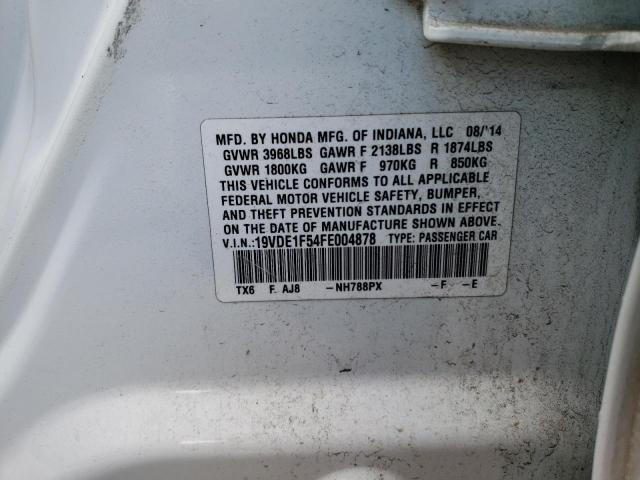 MFD. BY HONDA MFG. OF INDIANA, LLC 08/'14
GVWR 3968LBS GAWR F 2138LBS R 1874LBS
GVWR 1800KG GAWR F 970KG R 850KG
THIS VEHICLE CONFORMS TO ALL APPLICABLE
FEDERAL MOTOR VEHICLE SAFETY, BUMPER,
AND THEFT PREVENTION STANDARDS IN EFFECT
ON THE DATE OF MANUFACTURE SHOWN ABOVE.
V.I.N.:19VDE1F54FE004878 TYPE: PASSENGER CAR
TX6 F. AJ8 -NH788PX -F -E